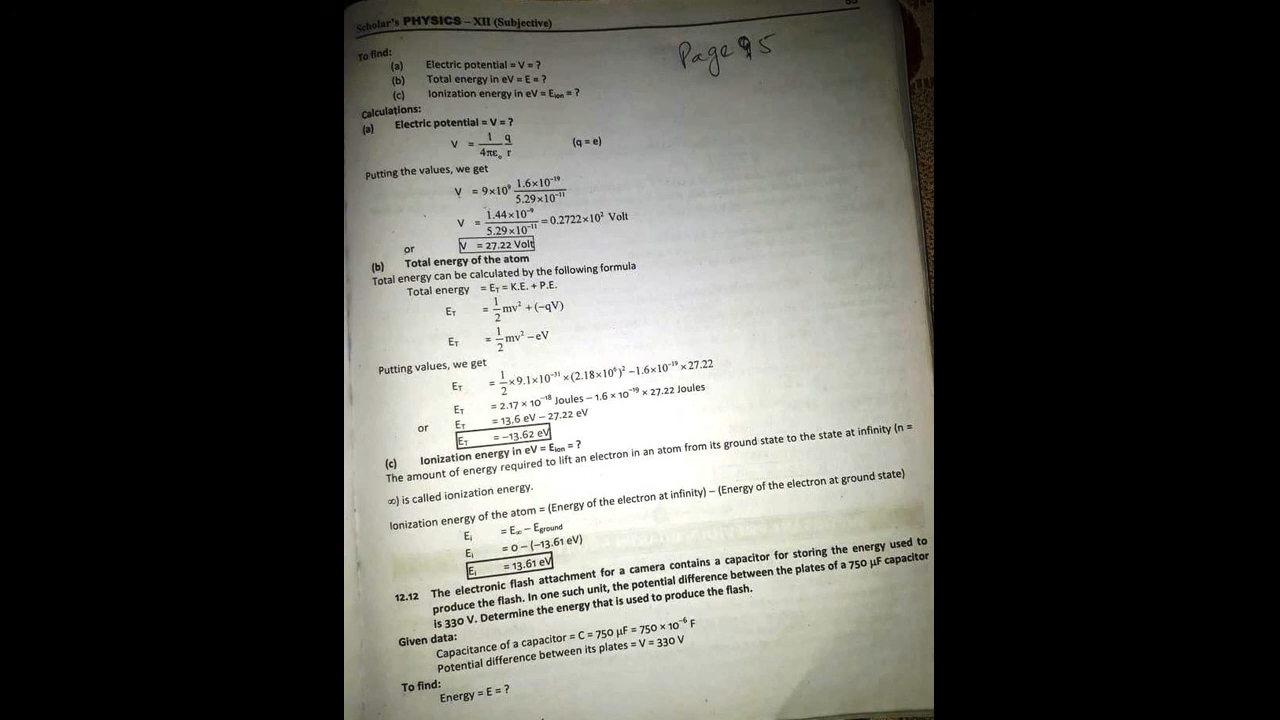 Scholar's PHYSICS – XII (Subjective)
Page 95
To find:
(a) Electric potential = V = ?
(b) Total energy in eV = E = ?
(c) Ionization energy in eV = Eion = ?
Calculations:
(a) Electric potential = V = ?
V = 1/4πε₀ q/r (q = e)
Putting the values, we get
V = 9×10⁹ 1.6×10⁻¹⁹/5.29×10⁻¹¹
V = 1.44×10⁻⁹/5.29×10⁻¹¹ = 0.2722×10² Volt
or V = 27.22 Volt
(b) Total energy of the atom
Total energy can be calculated by the following formula
Total energy = ET = K.E. + P.E.
ET = 1/2 mv² + (–qV)
ET = 1/2 mv² – eV
Putting values, we get
ET = 1/2 ×9.1×10⁻³¹ ×(2.18×10⁶)² –1.6×10⁻¹⁹ ×27.22
ET = 2.17 × 10⁻¹⁸ Joules – 1.6 × 10⁻¹⁹ × 27.22 Joules
or ET = 13.6 eV – 27.22 eV
ET = –13.62 eV
(c) Ionization energy in eV = Eion = ?
The amount of energy required to lift an electron in an atom from its ground state to the state at infinity (n =
∞) is called ionization energy.
Ionization energy of the atom = (Energy of the electron at infinity) – (Energy of the electron at ground state)
Ei = E∞ – Eground
Ei = 0 – (–13.61 eV)
Ei = 13.61 eV
12.12 The electronic flash attachment for a camera contains a capacitor for storing the energy used to
produce the flash. In one such unit, the potential difference between the plates of a 750 μF capacitor
is 330 V. Determine the energy that is used to produce the flash.
Given data:
Capacitance of a capacitor = C = 750 μF = 750 × 10⁻⁶ F
Potential difference between its plates = V = 330 V
To find:
Energy = E = ?